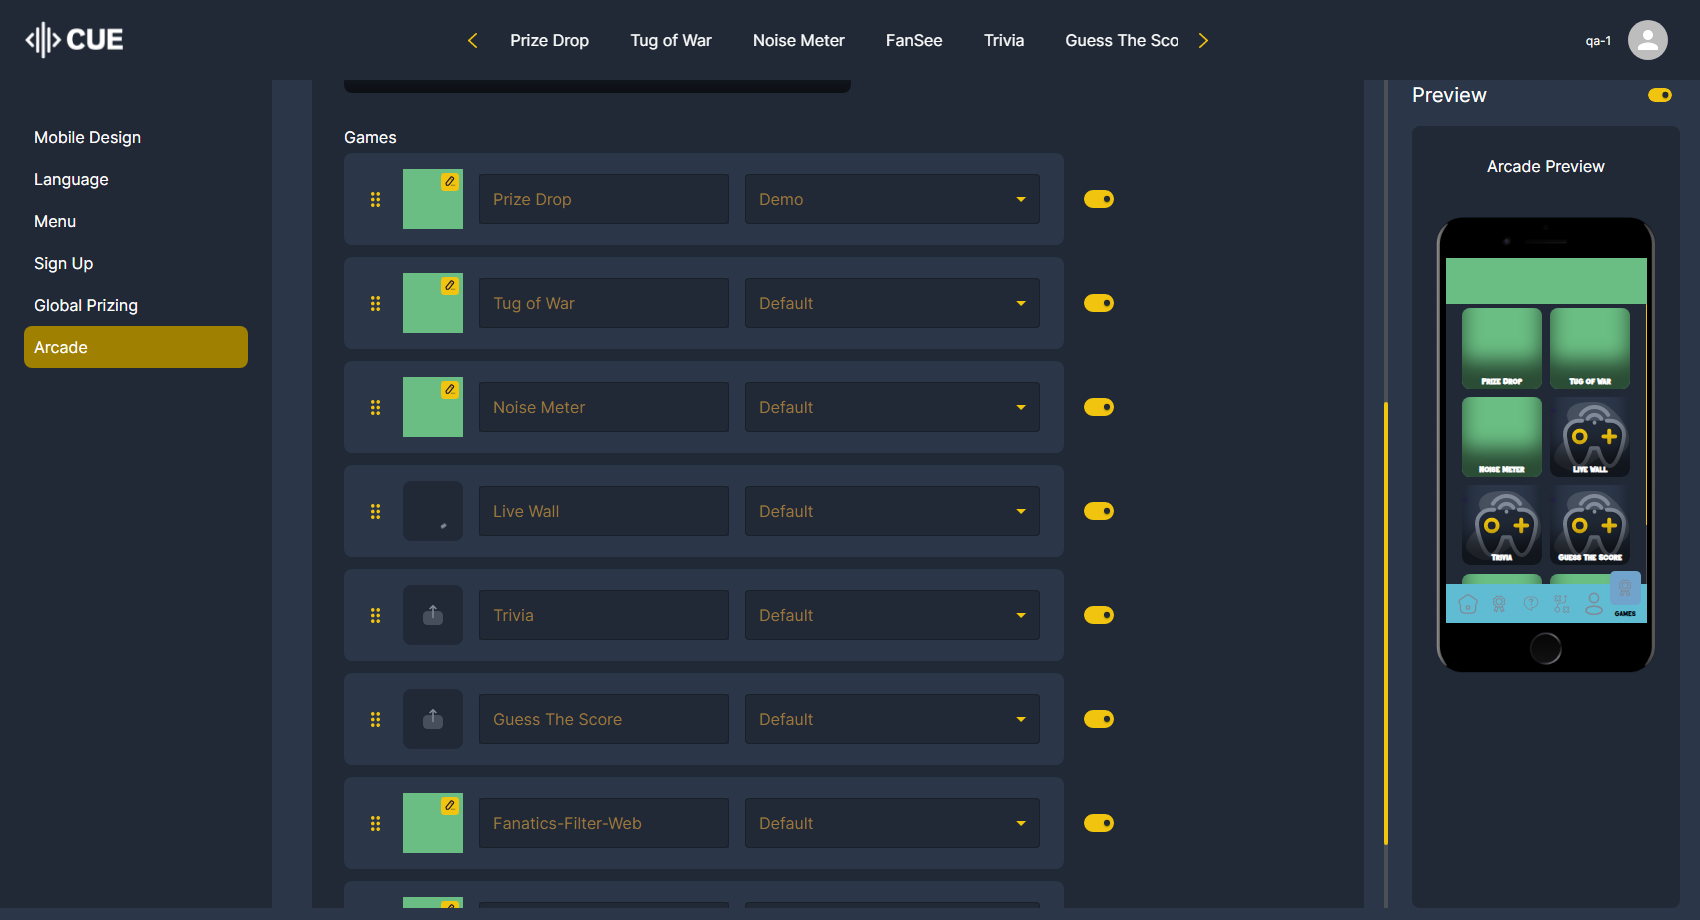 CUE
Prize Drop
Tug of War
Noise Meter
FanSee
Trivia
Guess The Sco
qa-1
Mobile Design
Language
Menu
Sign Up
Global Prizing
Arcade
Games
Prize Drop
Demo
Tug of War
Default
Noise Meter
Default
Live Wall
Default
Trivia
Default
Guess The Score
Default
Fanatics-Filter-Web
Default
Preview
Arcade Preview
Prize Drop
Tug of War
Noise Meter
Live Wall
Trivia
Guess The Score
GAMES